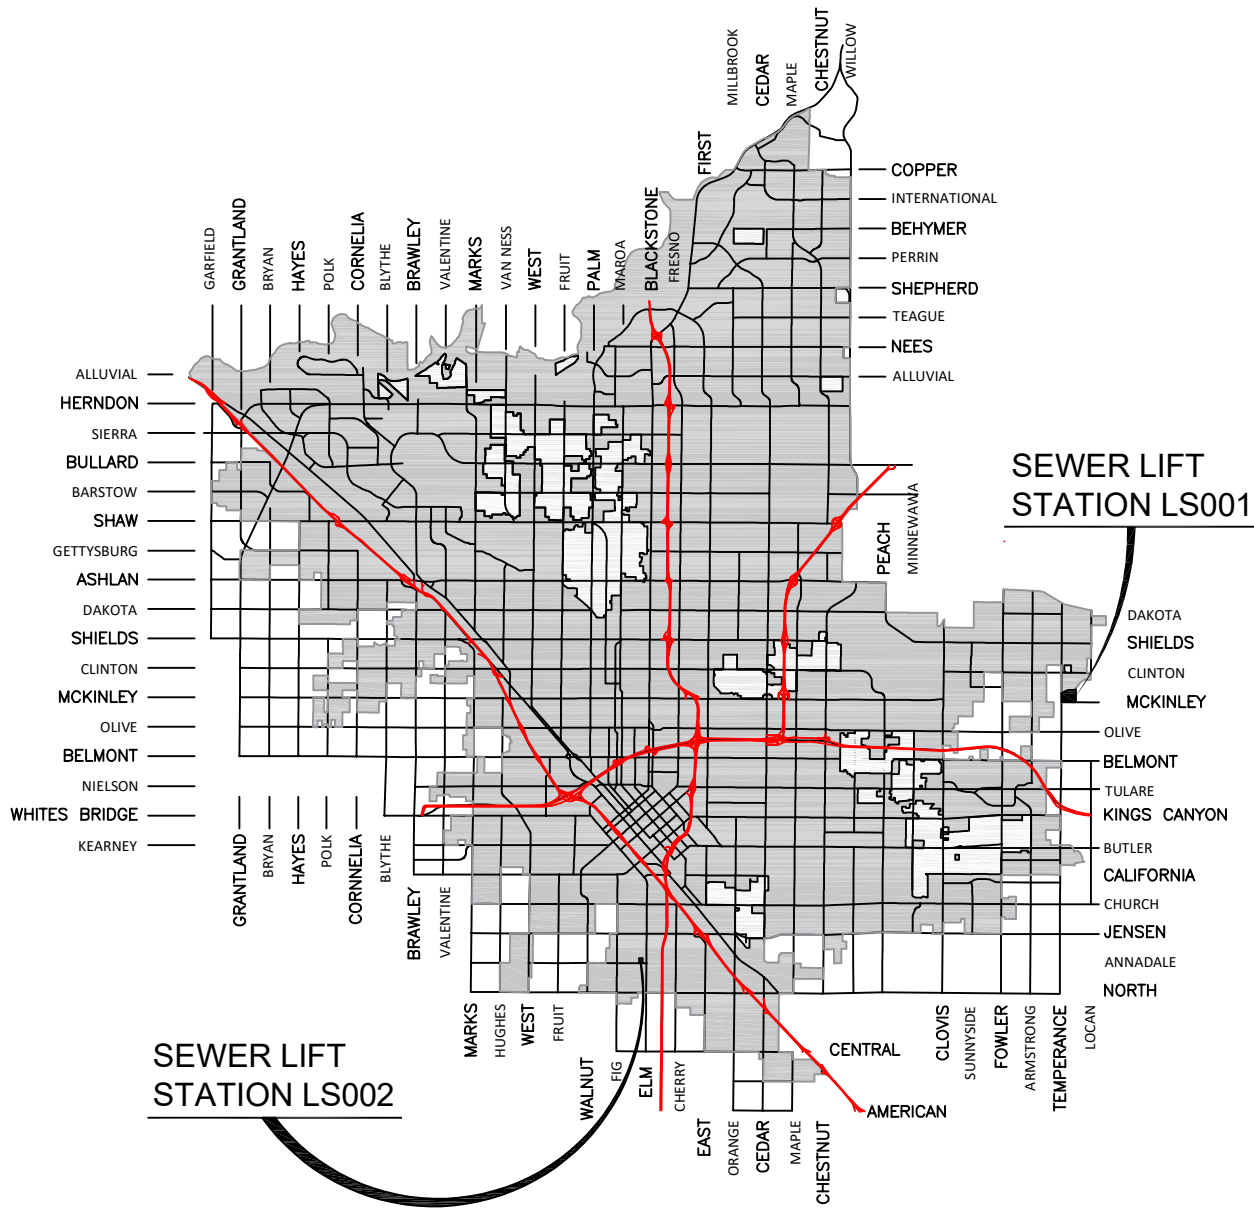 MILLBROOK
CEDAR
MAPLE
CHESTNUT
WILLOW
FIRST
COPPER
INTERNATIONAL
BEHYMER
PERRIN
SHEPHERD
TEAGUE
NEES
ALLUVIAL
GARFIELD
GRANTLAND
BRYAN
HAYES
POLK
CORNELIA
BLYTHE
BRAWLEY
VALENTINE
MARKS
VAN NESS
WEST
FRUIT
PALM
MAROA
BLACKSTONE
FRESNO
ALLUVIAL
HERNDON
SIERRA
BULLARD
BARSTOW
SHAW
GETTYSBURG
ASHLAN
DAKOTA
SHIELDS
CLINTON
MCKINLEY
OLIVE
BELMONT
NIELSON
WHITES BRIDGE
KEARNEY
SEWER LIFT
STATION LS001
PEACH
MINNEWAWA
DAKOTA
SHIELDS
CLINTON
MCKINLEY
OLIVE
BELMONT
TULARE
KINGS CANYON
BUTLER
CALIFORNIA
CHURCH
JENSEN
ANNADALE
NORTH
GRANTLAND
BRYAN
HAYES
POLK
CORNNELIA
BLYTHE
BRAWLEY
VALENTINE
MARKS
HUGHES
WEST
FRUIT
WALNUT
FIG
ELM
CHERRY
EAST
ORANGE
CEDAR
MAPLE
CHESTNUT
CENTRAL
AMERICAN
CLOVIS
SUNNYSIDE
FOWLER
ARMSTRONG
TEMPERANCE
LOCAN
SEWER LIFT
STATION LS002